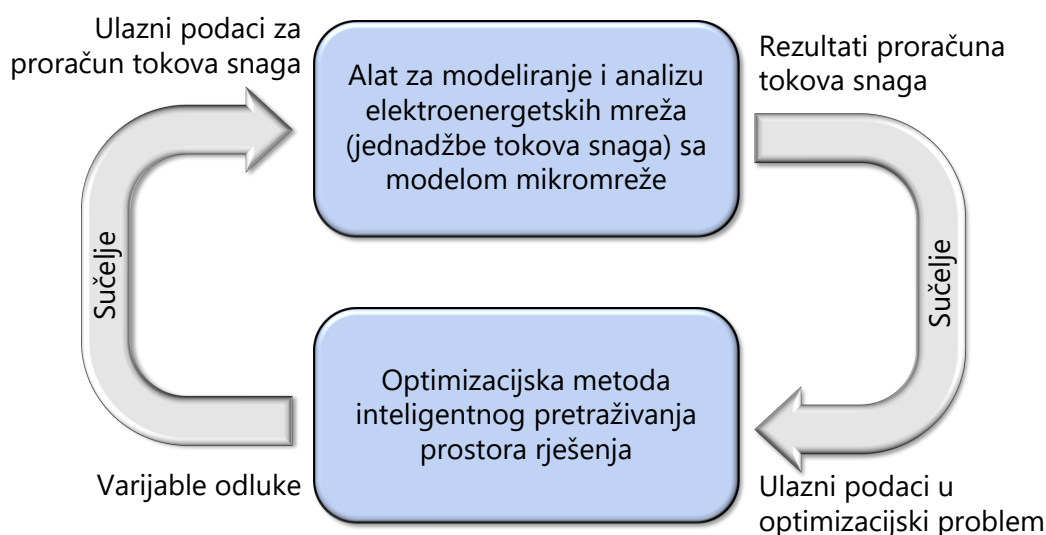 Ulazni podaci za
proračun tokova snaga
Alat za modeliranje i analizu
elektroenergetskih mreža
(jednadžbe tokova snaga) sa
modelom mikromreže
Rezultati proračuna
tokova snaga
Sučelje
Sučelje
Optimizacijska metoda
inteligentnog pretraživanja
prostora rješenja
Varijable odluke
Ulazni podaci u
optimizacijski problem